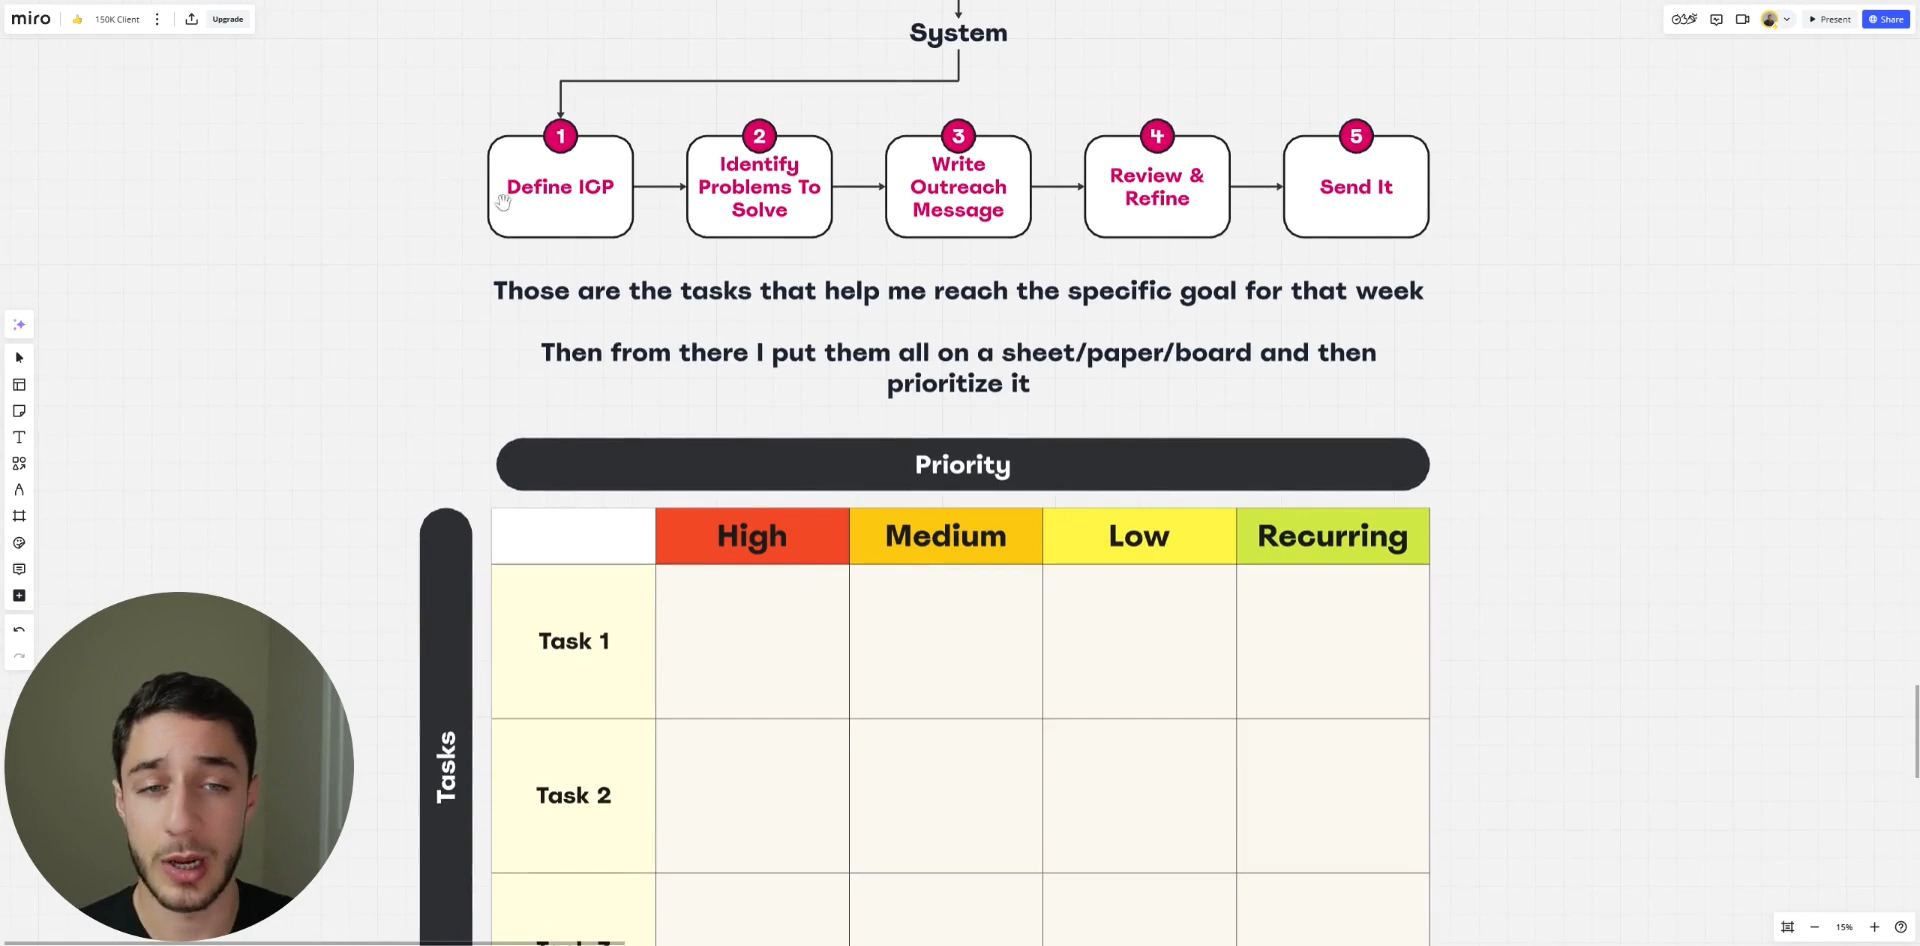 miro
150K Client
Upgrade
Present
Share
System
1
2
3
4
5
Define ICP
Identify
Problems To
Solve
Write
Outreach
Message
Review &
Refine
Send It
Those are the tasks that help me reach the specific goal for that week
Then from there I put them all on a sheet/paper/board and then
prioritize it
Priority
High
Medium
Low
Recurring
Tasks
Task 1
Task 2
15%